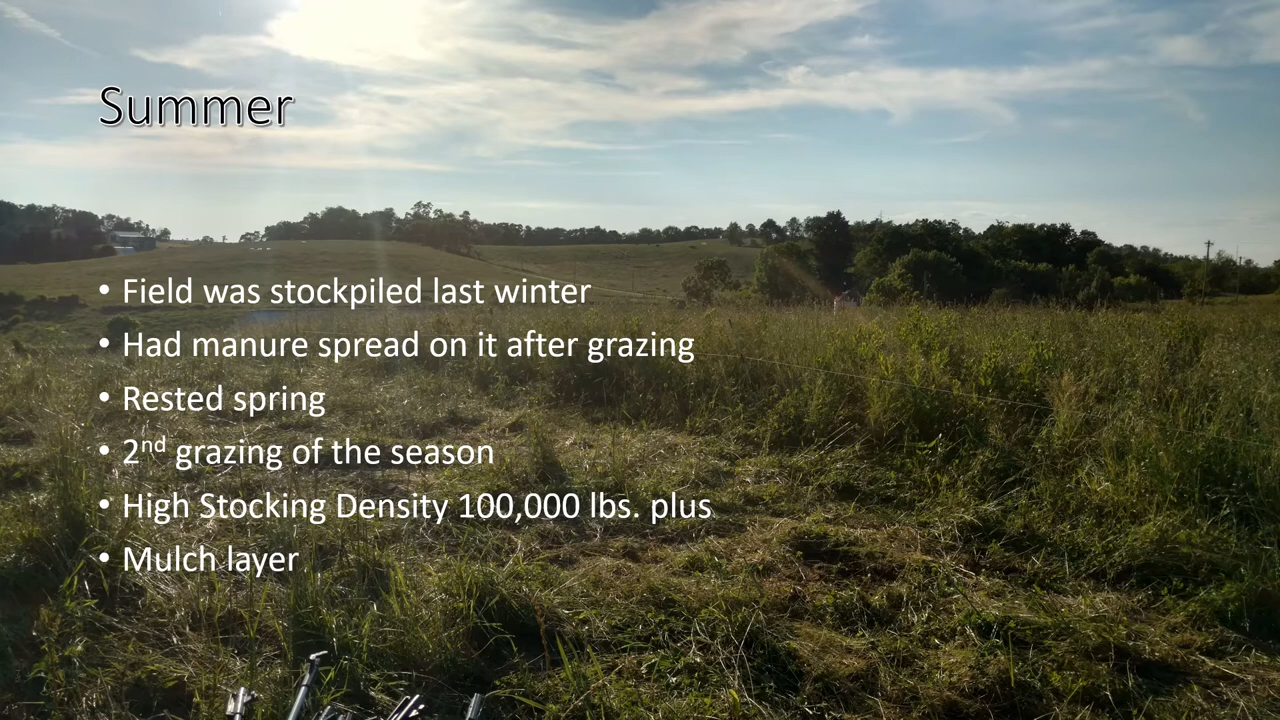 Summer
• Field was stockpiled last winter
• Had manure spread on it after grazing
• Rested spring
• 2nd grazing of the season
• High Stocking Density 100,000 lbs. plus
• Mulch layer